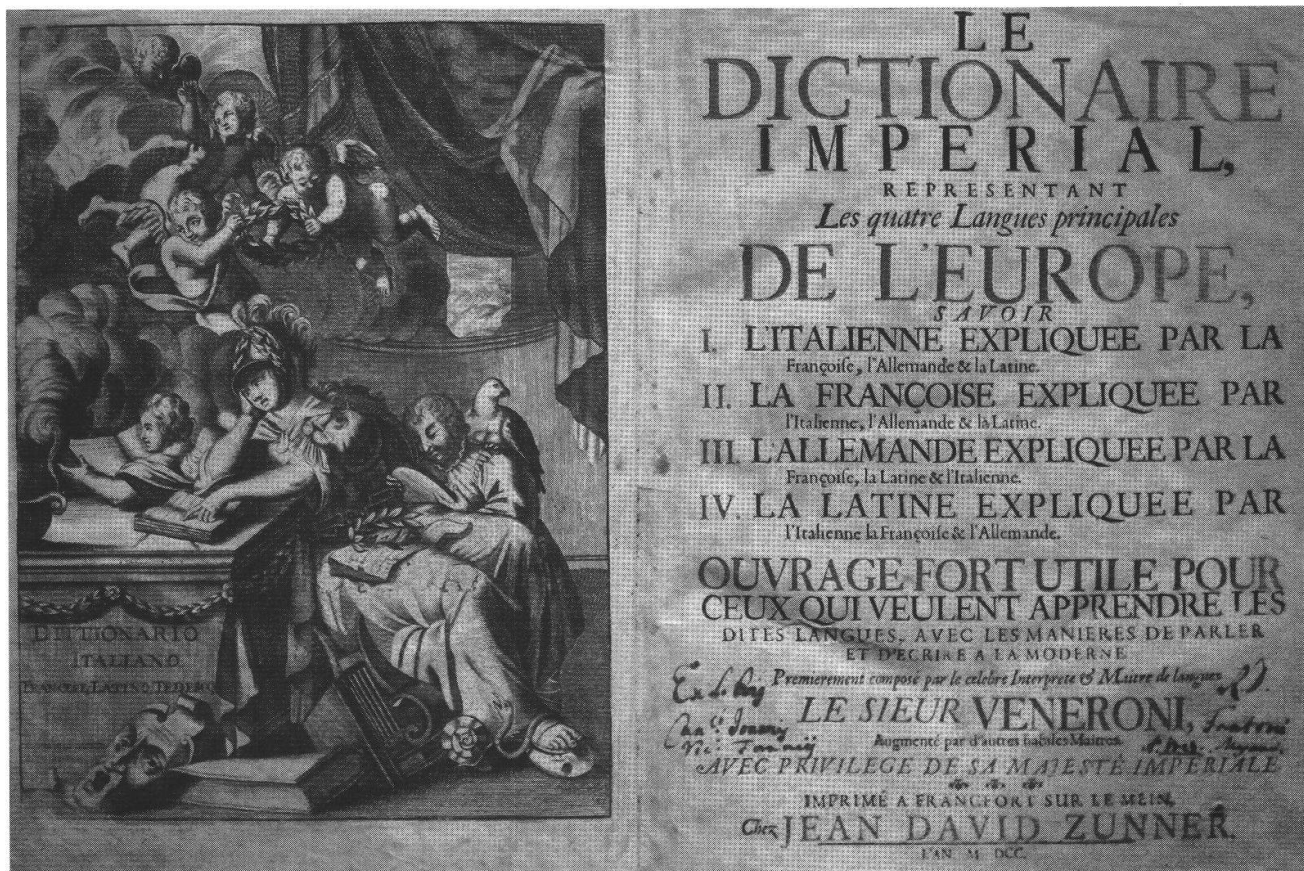 DITTIONARIO
ITALIANO,
FRANCESE, LATINO, TEDESCO
LE
DICTIONAIRE
IMPERIAL,
REPRESENTANT
Les quatre Langues principales
DE L'EUROPE,
SAVOIR
I. L'ITALIENNE EXPLIQUEE PAR LA
Françoiſe, l'Allemande & la Latine.
II. LA FRANÇOISE EXPLIQUEE PAR
l'Italienne, l'Allemande & la Latine.
III. L'ALLEMANDE EXPLIQUEE PAR LA
Françoiſe, la Latine & l'Italienne.
IV. LA LATINE EXPLIQUEE PAR
l'Italienne la Françoiſe & l'Allemande.
OUVRAGE FORT UTILE POUR
CEUX QUI VEULENT APPRENDRE LES
DITES LANGUES, AVEC LES MANIERES DE PARLER
ET D'ECRIRE A LA MODERNE
Premierement composé par le celebre Interprete & Maitre de langues
LE SIEUR VENERONI,
Augmenté par d'autres habiles Maitres.
AVEC PRIVILEGE DE SA MAJESTÉ IMPERIALE
IMPRIMÉ A FRANCFORT SUR LE MEIN,
Chez JEAN DAVID ZUNNER.
l'AN M DCC.